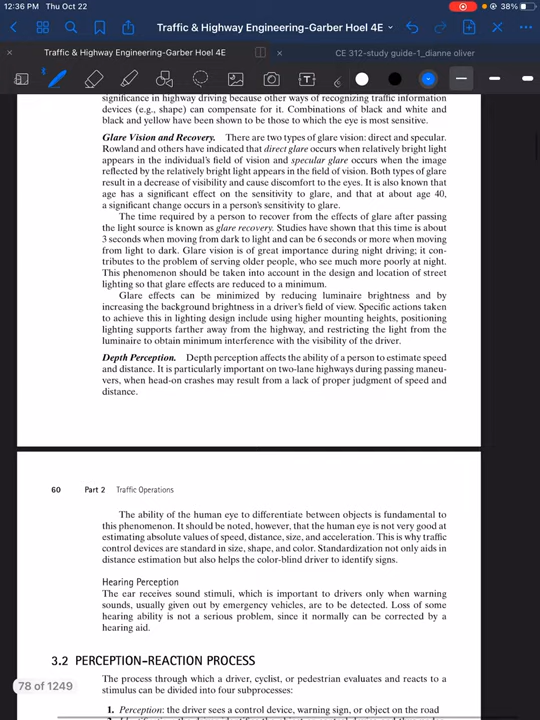 12:36 PM Thu Oct 22
38%
Traffic & Highway Engineering-Garber Hoel 4E
Traffic & Highway Engineering-Garber Hoel 4E
CE 312-study guide-1_dianne oliver
significance in highway driving because other ways of recognizing traffic information
devices (e.g., shape) can compensate for it. Combinations of black and white and
black and yellow have been shown to be those to which the eye is most sensitive.
Glare Vision and Recovery. There are two types of glare vision: direct and specular.
Rowland and others have indicated that direct glare occurs when relatively bright light
appears in the individual's field of vision and specular glare occurs when the image
reflected by the relatively bright light appears in the field of vision. Both types of glare
result in a decrease of visibility and cause discomfort to the eyes. It is also known that
age has a significant effect on the sensitivity to glare, and that at about age 40,
a significant change occurs in a person's sensitivity to glare.
The time required by a person to recover from the effects of glare after passing
the light source is known as glare recovery. Studies have shown that this time is about
3 seconds when moving from dark to light and can be 6 seconds or more when moving
from light to dark. Glare vision is of great importance during night driving; it con-
tributes to the problem of serving older people, who see much more poorly at night.
This phenomenon should be taken into account in the design and location of street
lighting so that glare effects are reduced to a minimum.
Glare effects can be minimized by reducing luminaire brightness and by
increasing the background brightness in a driver's field of view. Specific actions taken
to achieve this in lighting design include using higher mounting heights, positioning
lighting supports farther away from the highway, and restricting the light from the
luminaire to obtain minimum interference with the visibility of the driver.
Depth Perception. Depth perception affects the ability of a person to estimate speed
and distance. It is particularly important on two-lane highways during passing maneu-
vers, when head-on crashes may result from a lack of proper judgment of speed and
distance.
60 Part 2 Traffic Operations
The ability of the human eye to differentiate between objects is fundamental to
this phenomenon. It should be noted, however, that the human eye is not very good at
estimating absolute values of speed, distance, size, and acceleration. This is why traffic
control devices are standard in size, shape, and color. Standardization not only aids in
distance estimation but also helps the color-blind driver to identify signs.
Hearing Perception
The ear receives sound stimuli, which is important to drivers only when warning
sounds, usually given out by emergency vehicles, are to be detected. Loss of some
hearing ability is not a serious problem, since it normally can be corrected by a
hearing aid.
3.2 PERCEPTION-REACTION PROCESS
The process through which a driver, cyclist, or pedestrian evaluates and reacts to a
78 of 1249
stimulus can be divided into four subprocesses:
1. Perception: the driver sees a control device, warning sign, or object on the road